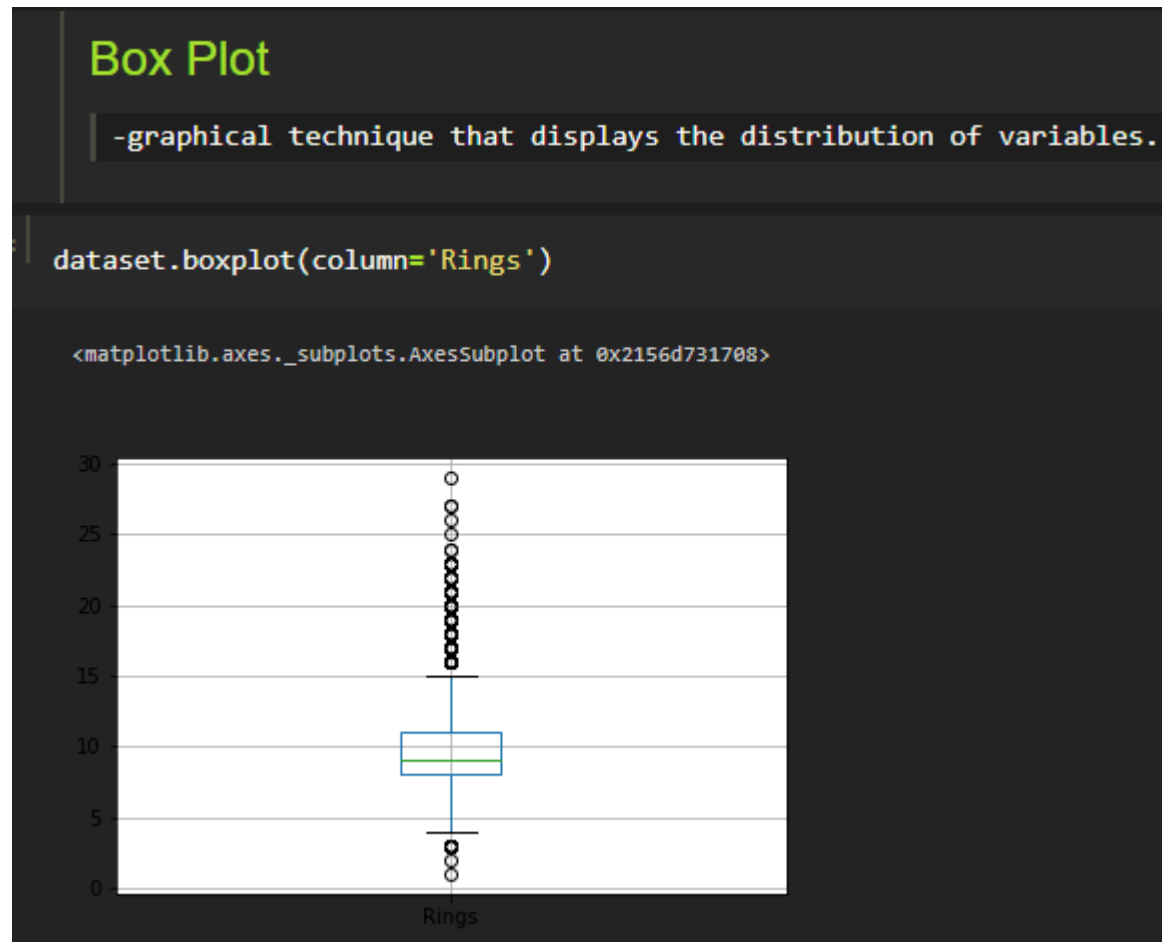 Box Plot
-graphical technique that displays the distribution of variables.
dataset.boxplot(column='Rings')
<matplotlib.axes._subplots.AxesSubplot at 0x2156d731708>
30
25
20
15
10
5
0
Rings